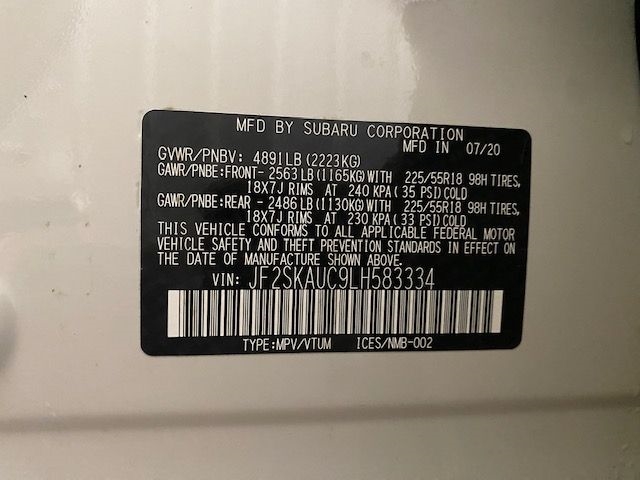 MFD BY SUBARU CORPORATION
MFD IN 07/20
GVWR/PNBV: 4891LB(2223KG)
GAWR/PNBE:FRONT- 2563LB(1165KG)WITH 225/55R18 98H TIRES,
18X7J RIMS AT 240 KPA(35 PSI)COLD
GAWR/PNBE:REAR - 2486LB(1130KG)WITH 225/55R18 98H TIRES,
18X7J RIMS AT 230 KPA(33 PSI)COLD
THIS VEHICLE CONFORMS TO ALL APPLICABLE FEDERAL MOTOR
VEHICLE SAFETY AND THEFT PREVENTION STANDARDS IN EFFECT ON
THE DATE OF MANUFACTURE SHOWN ABOVE.
VIN: JF2SKAUC9LH583334
TYPE:MPV/VTUM ICES/NMB-002